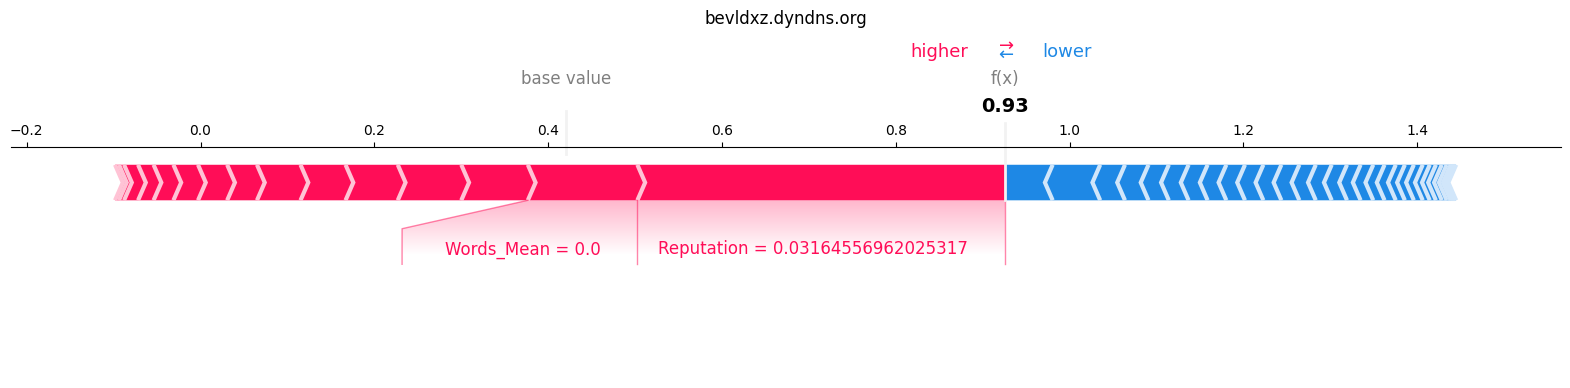 bevldxz.dyndns.org
higher ⇄ lower
base value f(x)
0.93
−0.2 0.0 0.2 0.4 0.6 0.8 1.0 1.2 1.4
Words_Mean = 0.0 Reputation = 0.03164556962025317